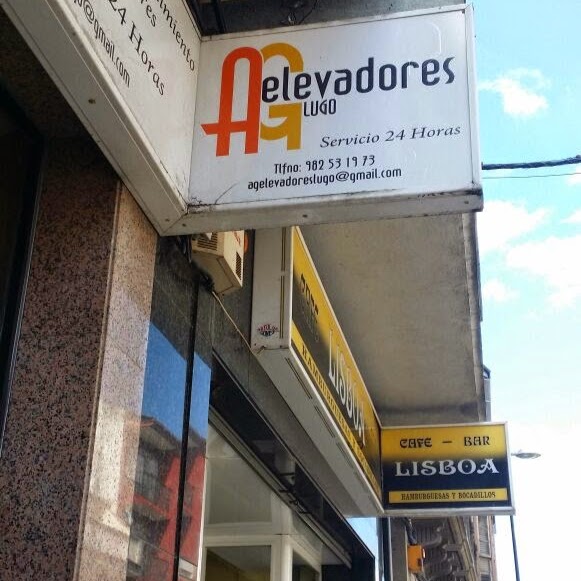 AG elevadores
LUGO
Servicio 24 Horas
Tlfno: 982 53 19 73
agelevadoreslugo@gmail.com
24 Horas
@gmail.com
LISBOA
CAFE - BAR
LISBOA
HAMBURGUESAS Y BOCADILLOS